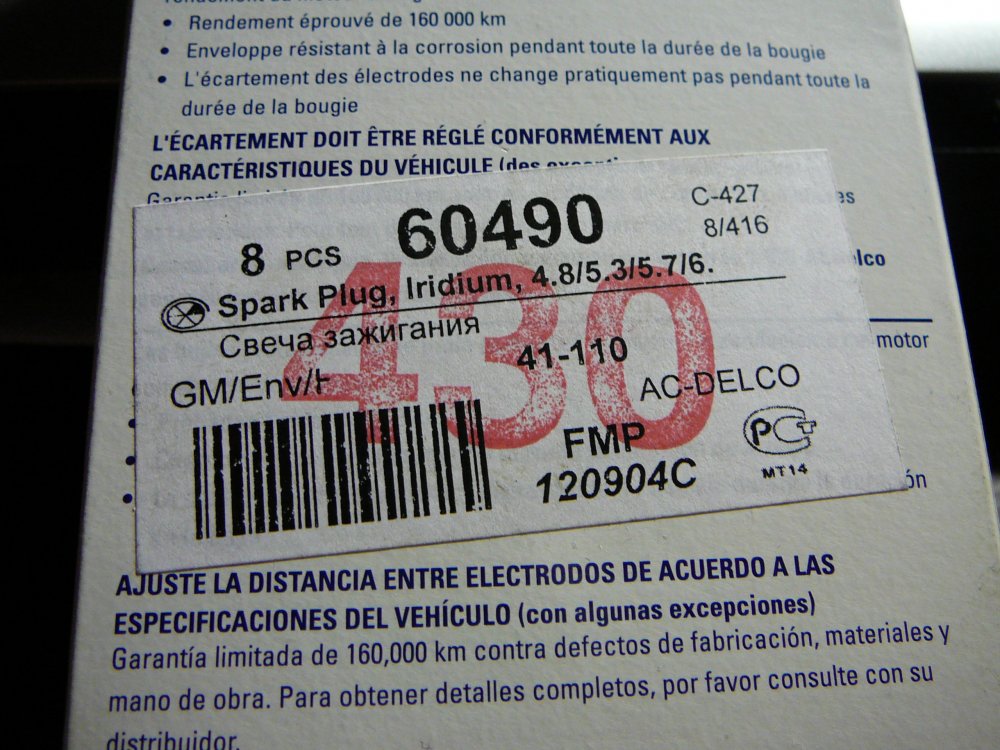 • Rendement éprouvé de 160 000 km
• Enveloppe résistant à la corrosion pendant toute la durée de la bougie
• L'écartement des électrodes ne change pratiquement pas pendant toute la
durée de la bougie
L'ÉCARTEMENT DOIT ÊTRE RÉGLÉ CONFORMÉMENT AUX
CARACTÉRISTIQUES DU VÉHICULE
8 PCS 60490 C-427
8/416
Spark Plug, Iridium, 4.8/5.3/5.7/6.
Свеча зажигания
41-110
GM/Env/
AC-DELCO
430
FMP
120904C
РСТ
МТ14
motor
AJUSTE LA DISTANCIA ENTRE ELECTRODOS DE ACUERDO A LAS
ESPECIFICACIONES DEL VEHÍCULO (con algunas excepciones)
Garantía limitada de 160,000 km contra defectos de fabricación, materiales y
mano de obra. Para obtener detalles completos, por favor consulte con su
distribuidor.